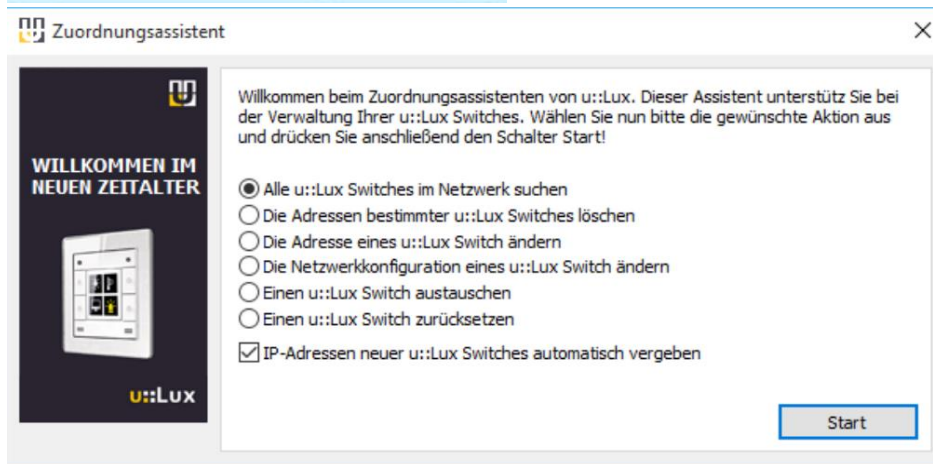 Zuordnungsassistent
WILLKOMMEN IM
NEUEN ZEITALTER
u::Lux
Willkommen beim Zuordnungsassistenten von u::Lux. Dieser Assistent unterstütz Sie bei
der Verwaltung Ihrer u::Lux Switches. Wählen Sie nun bitte die gewünschte Aktion aus
und drücken Sie anschließend den Schalter Start!
Alle u::Lux Switches im Netzwerk suchen
Die Adressen bestimmter u::Lux Switches löschen
Die Adresse eines u::Lux Switch ändern
Die Netzwerkkonfiguration eines u::Lux Switch ändern
Einen u::Lux Switch austauschen
Einen u::Lux Switch zurücksetzen
IP-Adressen neuer u::Lux Switches automatisch vergeben
Start